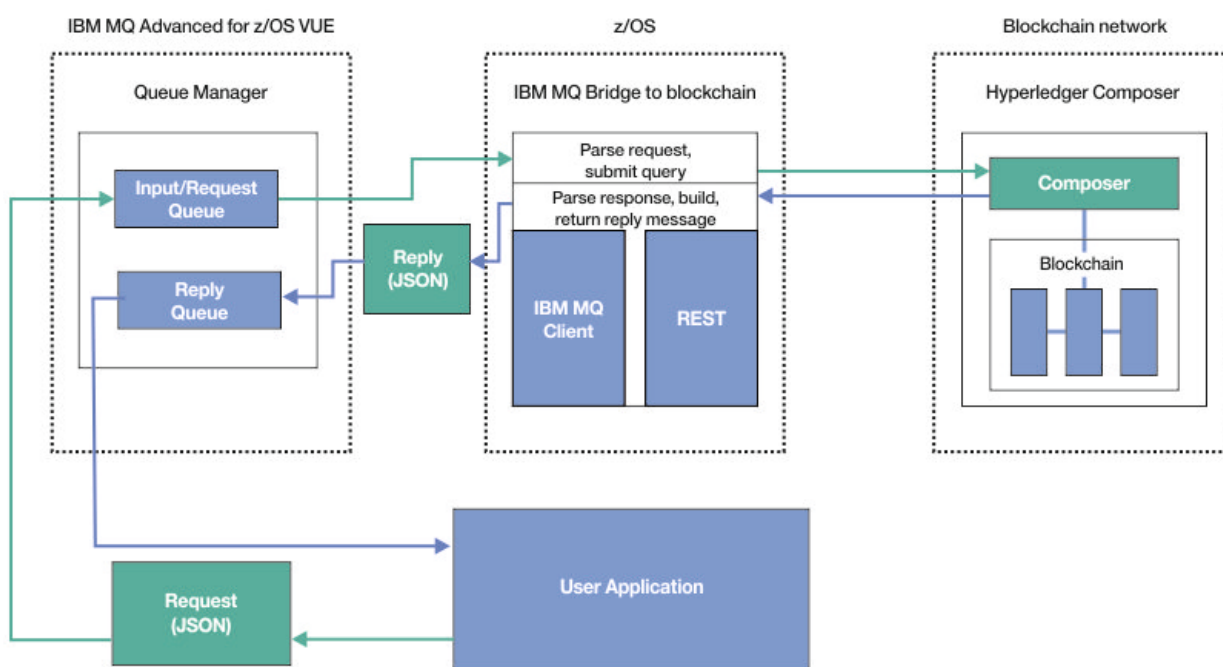 IBM MQ Advanced for z/OS VUE
z/OS
Blockchain network
Queue Manager
IBM MQ Bridge to blockchain
Hyperledger Composer
Input/Request
Queue
Reply
Queue
Reply
(JSON)
Parse request,
submit query
Parse response, build,
return reply message
IBM MQ
Client
REST
Composer
Blockchain
Request
(JSON)
User Application